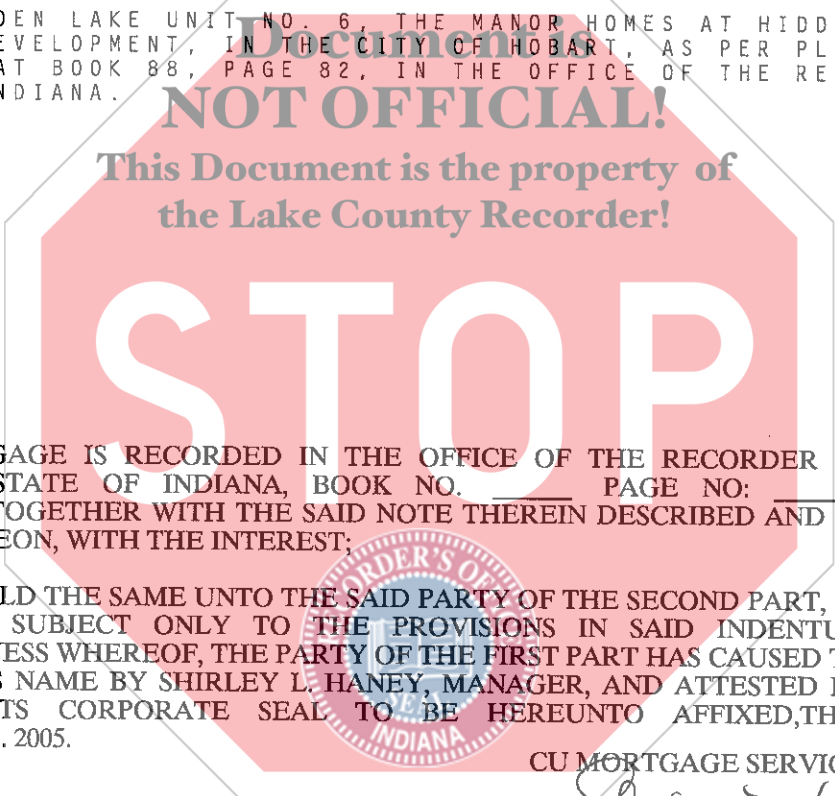 DEN LAKE UNIT NO. 6, THE MANOR HOMES AT HIDD
EVELOPMENT, IN THE CITY OF HOBART, AS PER PL
AT BOOK 88, PAGE 82, IN THE OFFICE OF THE RE
NDIANA.
Document is
NOT OFFICIAL!
This Document is the property of
the Lake County Recorder!
STOP
GAGE IS RECORDED IN THE OFFICE OF THE RECORDER
STATE OF INDIANA, BOOK NO. ______ PAGE NO: ____
TOGETHER WITH THE SAID NOTE THEREIN DESCRIBED AND
EON, WITH THE INTEREST;
LD THE SAME UNTO THE SAID PARTY OF THE SECOND PART,
SUBJECT ONLY TO THE PROVISIONS IN SAID INDENTU
ESS WHEREOF, THE PARTY OF THE FIRST PART HAS CAUSED T
S NAME BY SHIRLEY L. HANEY, MANAGER, AND ATTESTED
TS CORPORATE SEAL TO BE HEREUNTO AFFIXED,TH
. 2005.
RECORDER'S OFFICE
SEAL
INDIANA
CU MORTGAGE SERVIC